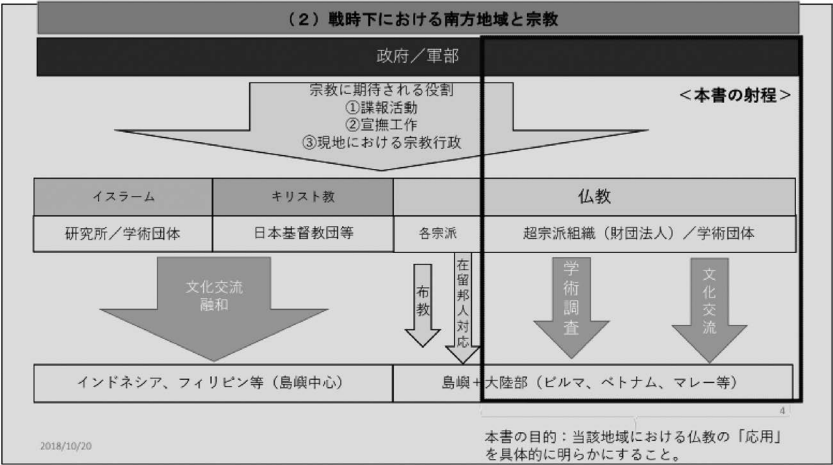 （２）戦時下における南方地域と宗教
政府／軍部
＜本書の射程＞
宗教に期待される役割
①諜報活動
②宣撫工作
③現地における宗教行政
イスラーム
キリスト教
仏教
研究所／学術団体
日本基督教団等
各宗派
超宗派組織（財団法人）／学術団体
文化交流
融和
布教
在留邦人対応
学術調査
文化交流
インドネシア、フィリピン等（島嶼中心）
島嶼＋大陸部（ビルマ、ベトナム、マレー等）
4
2018/10/20
本書の目的：当該地域における仏教の「応用」
を具体的に明らかにすること。